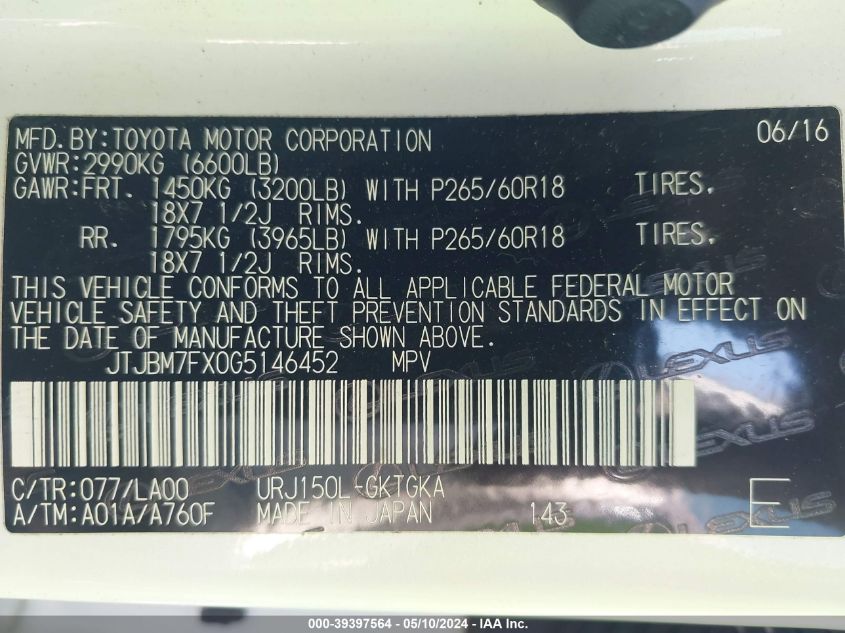 MFD.BY:TOYOTA MOTOR CORPORATION 06/16
GVWR:2990KG (6600LB)
GAWR:FRT. 1450KG (3200LB) WITH P265/60R18 TIRES.
18X7 1/2J RIMS.
RR. 1795KG (3965LB) WITH P265/60R18 TIRES.
18X7 1/2J RIMS.
THIS VEHICLE CONFORMS TO ALL APPLICABLE FEDERAL MOTOR
VEHICLE SAFETY AND THEFT PREVENTION STANDARDS IN EFFECT ON
THE DATE OF MANUFACTURE SHOWN ABOVE.
JTJBM7FX0G5146452 MPV
LEXUS
LEXUS
C/TR:077/LA00 URJ150L-GKTGKA E
A/TM:A01A/A760F MADE IN JAPAN 143
000-39397564 - 05/10/2024 - IAA Inc.